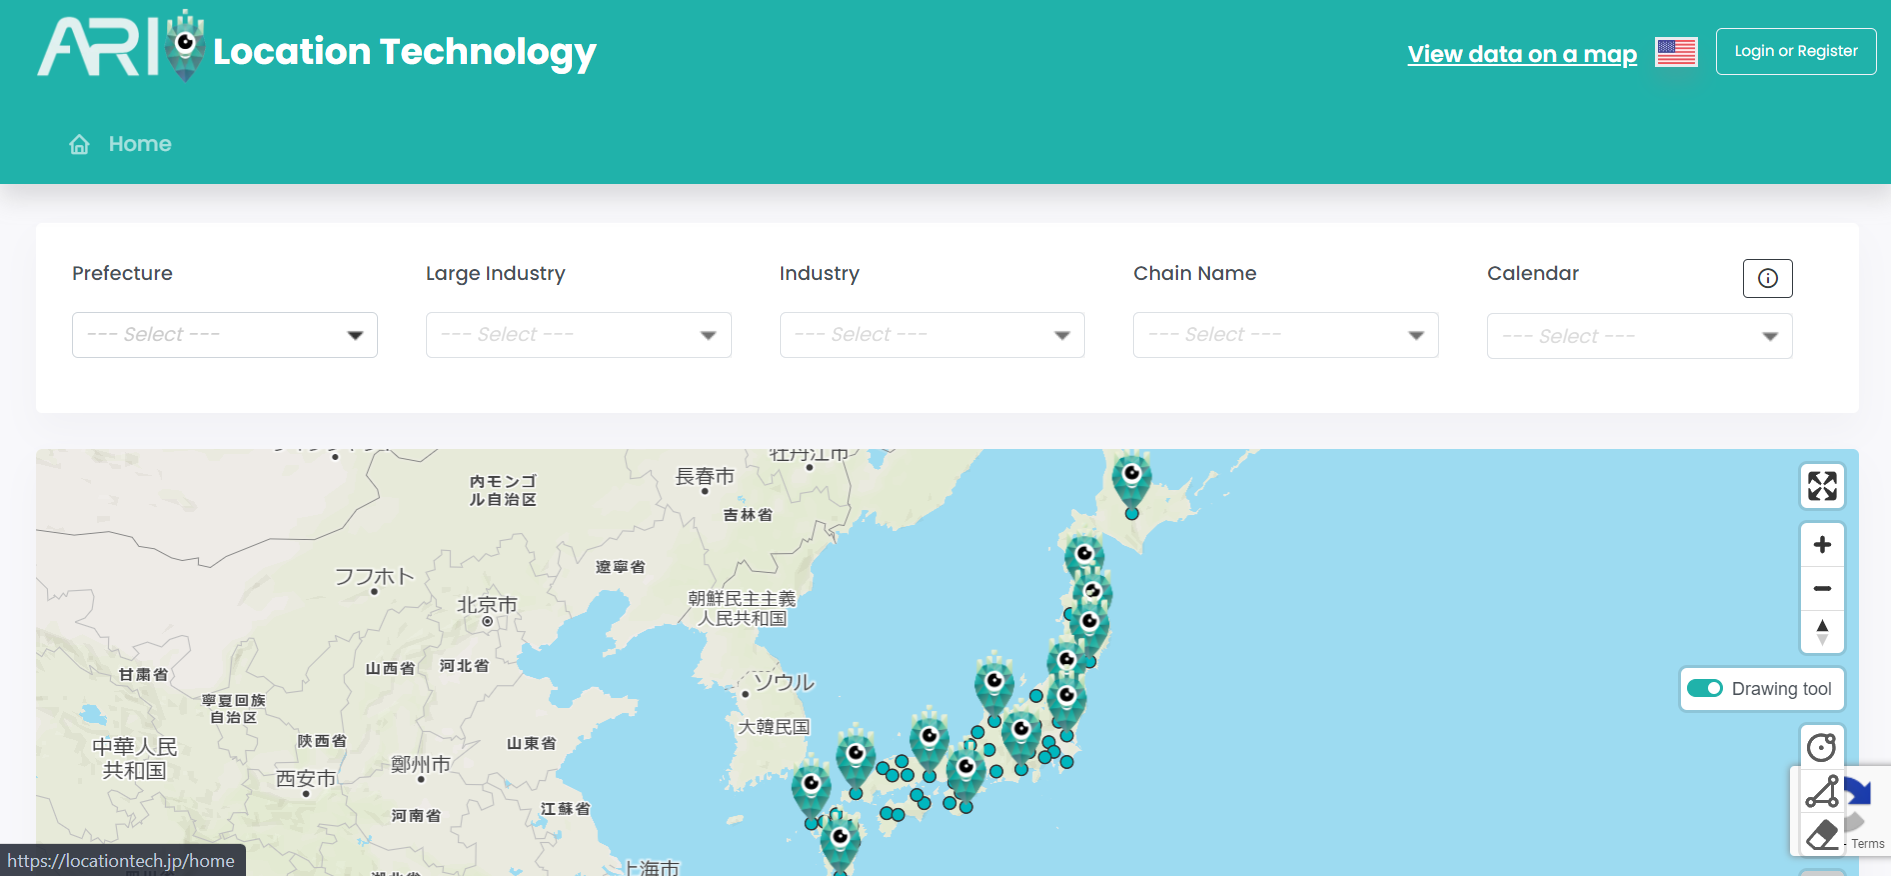 ARI Location Technology
View data on a map
Login or Register
Home
Prefecture
Large Industry
Industry
Chain Name
Calendar
--- Select ---
--- Select ---
--- Select ---
--- Select ---
--- Select ---
牡丹江市
内モンゴ
ル自治区
長春市
吉林省
遼寧省
フフホト
北京市
朝鮮民主主義
人民共和国
山西省
河北省
甘粛省
寧夏回族
自治区
ソウル
大韓民国
陝西省
山東省
中華人民
共和国
西安市
鄭州市
河南省
江蘇省
上海市
湖北省
Drawing tool
- Terms
https://locationtech.jp/home